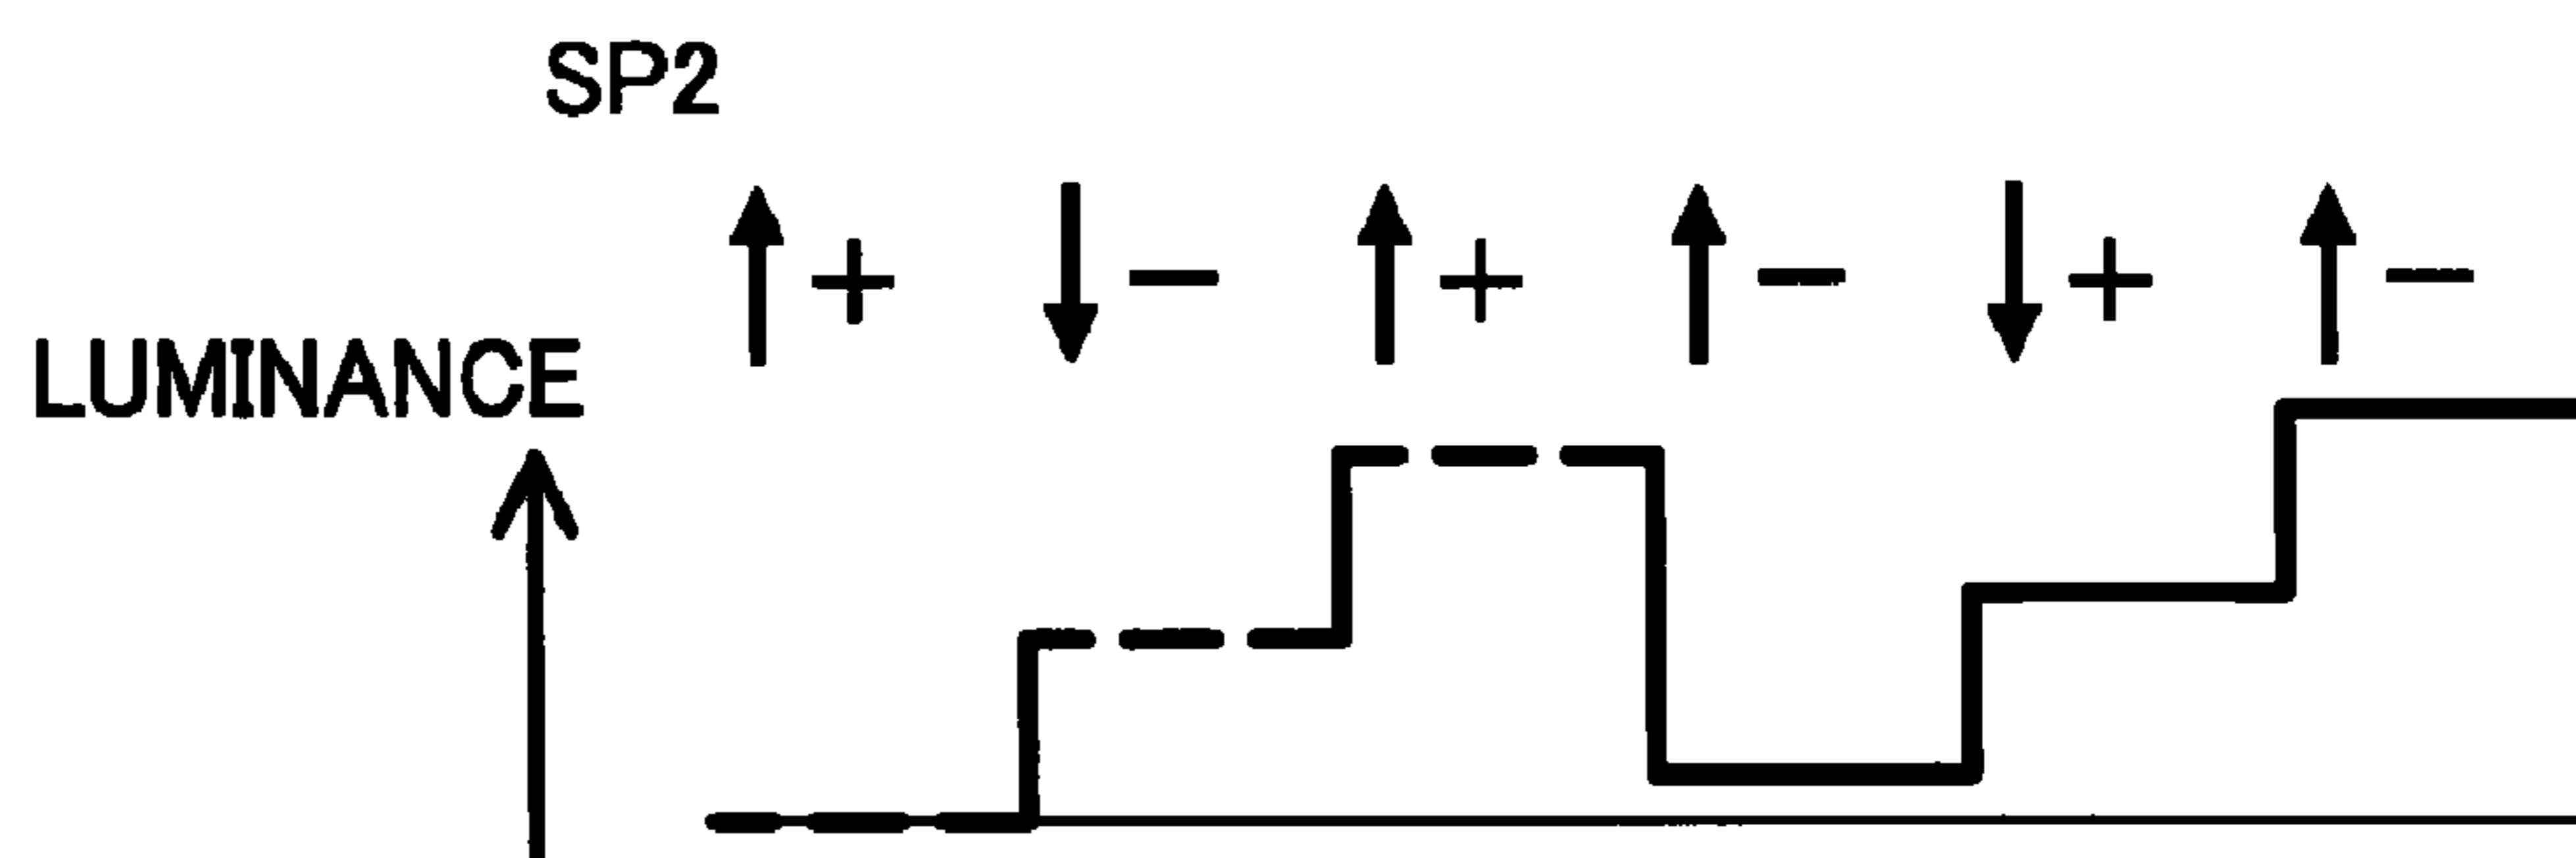 SP2
↑+ ↓− ↑+ ↑− ↓+ ↑−
LUMINANCE